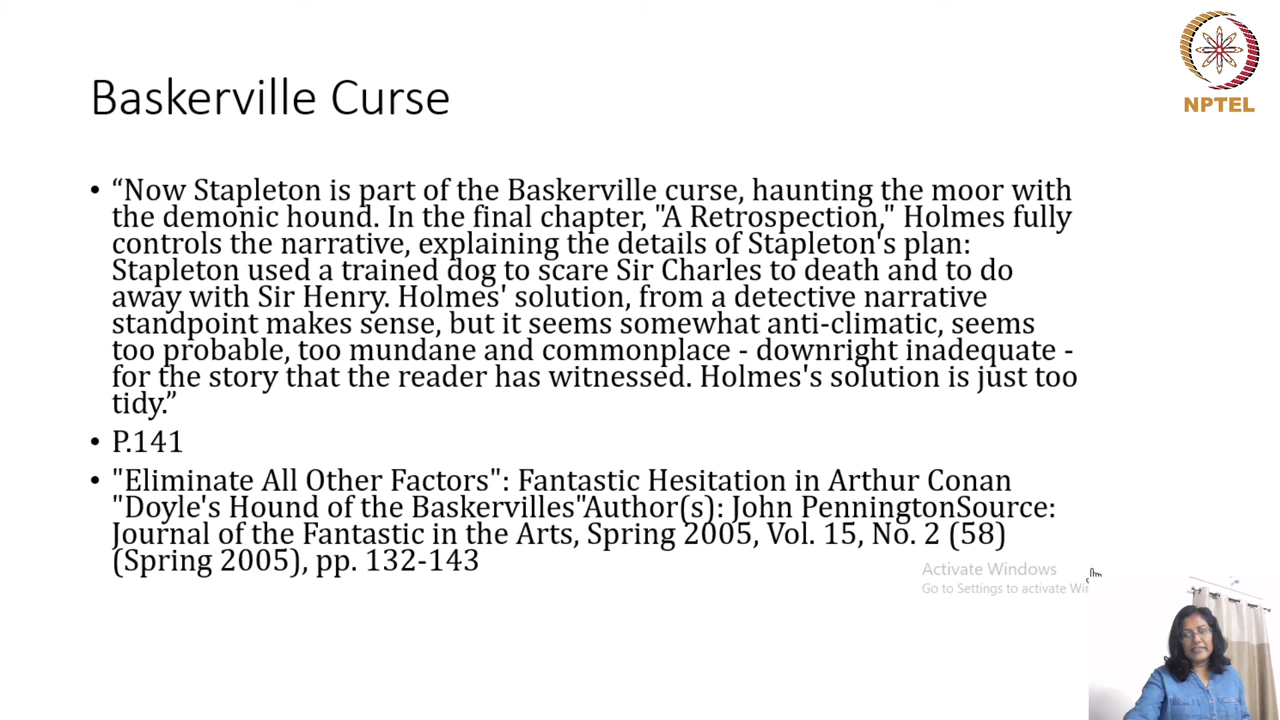 NPTEL
Baskerville Curse
• “Now Stapleton is part of the Baskerville curse, haunting the moor with
the demonic hound. In the final chapter, "A Retrospection," Holmes fully
controls the narrative, explaining the details of Stapleton's plan:
Stapleton used a trained dog to scare Sir Charles to death and to do
away with Sir Henry. Holmes' solution, from a detective narrative
standpoint makes sense, but it seems somewhat anti-climatic, seems
too probable, too mundane and commonplace - downright inadequate -
for the story that the reader has witnessed. Holmes's solution is just too
tidy.”
• P.141
• "Eliminate All Other Factors": Fantastic Hesitation in Arthur Conan
"Doyle's Hound of the Baskervilles"Author(s): John PenningtonSource:
Journal of the Fantastic in the Arts, Spring 2005, Vol. 15, No. 2 (58)
(Spring 2005), pp. 132-143
Activate Windows
Go to Settings to activate